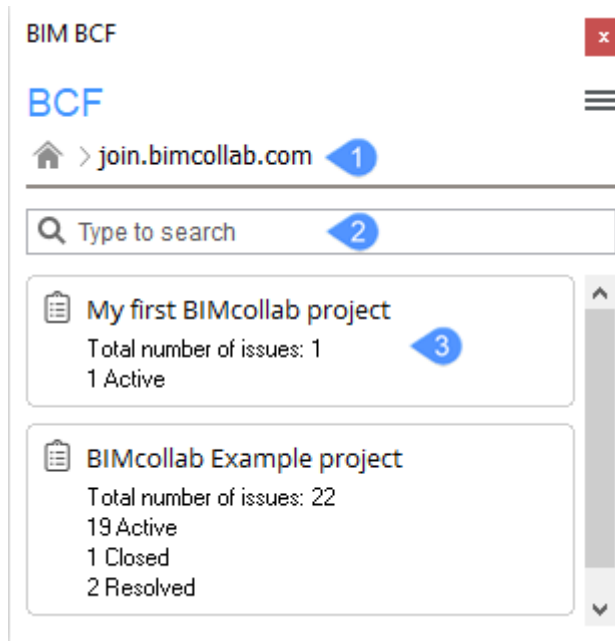 BIM BCF
x
BCF
join.bimcollab.com 1
Type to search 2
My first BIMcollab project
Total number of issues: 1 3
1 Active
BIMcollab Example project
Total number of issues: 22
19 Active
1 Closed
2 Resolved